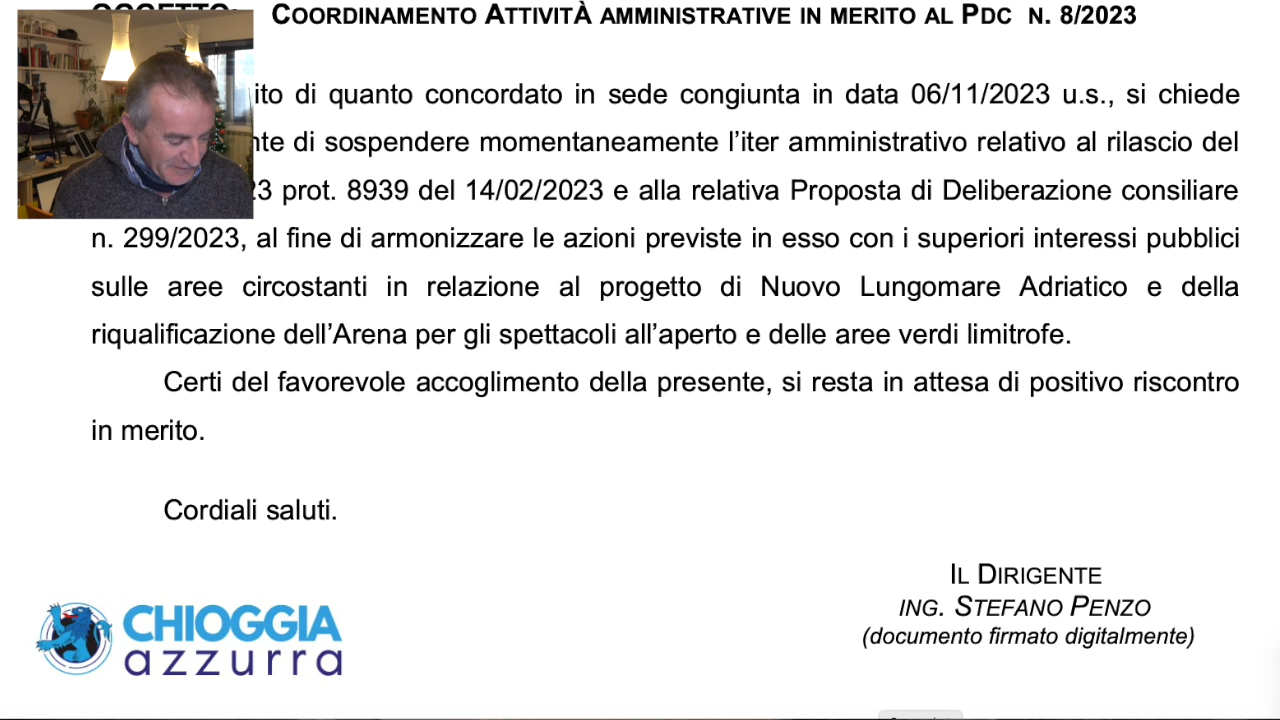 COORDINAMENTO ATTIVITÀ AMMINISTRATIVE IN MERITO AL PDC N. 8/2023
di quanto concordato in sede congiunta in data 06/11/2023 u.s., si chiede
di sospendere momentaneamente l'iter amministrativo relativo al rilascio del
prot. 8939 del 14/02/2023 e alla relativa Proposta di Deliberazione consiliare
n. 299/2023, al fine di armonizzare le azioni previste in esso con i superiori interessi pubblici
sulle aree circostanti in relazione al progetto di Nuovo Lungomare Adriatico e della
riqualificazione dell'Arena per gli spettacoli all'aperto e delle aree verdi limitrofe.
Certi del favorevole accoglimento della presente, si resta in attesa di positivo riscontro
in merito.
Cordiali saluti.
IL DIRIGENTE
ING. STEFANO PENZO
(documento firmato digitalmente)
CHIOGGIA
azzurra